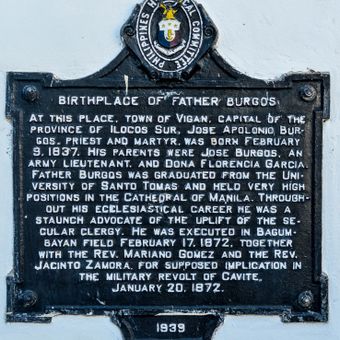 PHILIPPINES HISTORICAL COMMITTEE
BIRTHPLACE OF FATHER BURGOS
AT THIS PLACE, TOWN OF VIGAN, CAPITAL OF THE
PROVINCE OF ILOCOS SUR, JOSE APOLONIO BUR-
GOS, PRIEST AND MARTYR, WAS BORN FEBRUARY
9, 1837. HIS PARENTS WERE JOSE BURGOS, AN
ARMY LIEUTENANT, AND DOÑA FLORENCIA GARCIA.
FATHER BURGOS WAS GRADUATED FROM THE UNI-
VERSITY OF SANTO TOMAS AND HELD VERY HIGH
POSITIONS IN THE CATHEDRAL OF MANILA. THROUGH-
OUT HIS ECCLESIASTICAL CAREER HE WAS A
STAUNCH ADVOCATE OF THE UPLIFT OF THE SE-
CULAR CLERGY. HE WAS EXECUTED IN BAGUM-
BAYAN FIELD FEBRUARY 17, 1872, TOGETHER
WITH THE REV. MARIANO GOMEZ AND THE REV.
JACINTO ZAMORA, FOR SUPPOSED IMPLICATION IN
THE MILITARY REVOLT OF CAVITE,
JANUARY 20, 1872.
1939